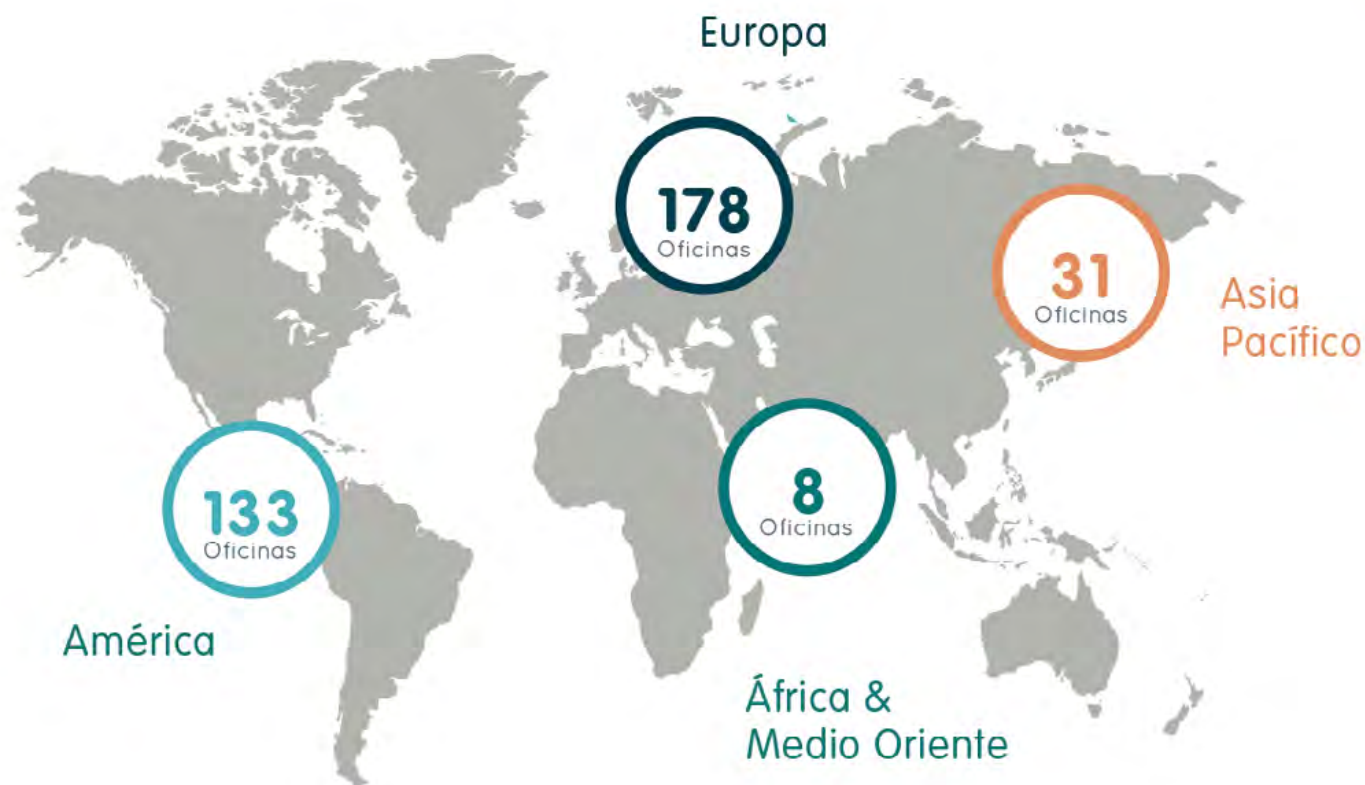 Europa
178
Oficinas
31
Oficinas
Asia
Pacífico
133
Oficinas
América
8
Oficinas
África &
Medio Oriente